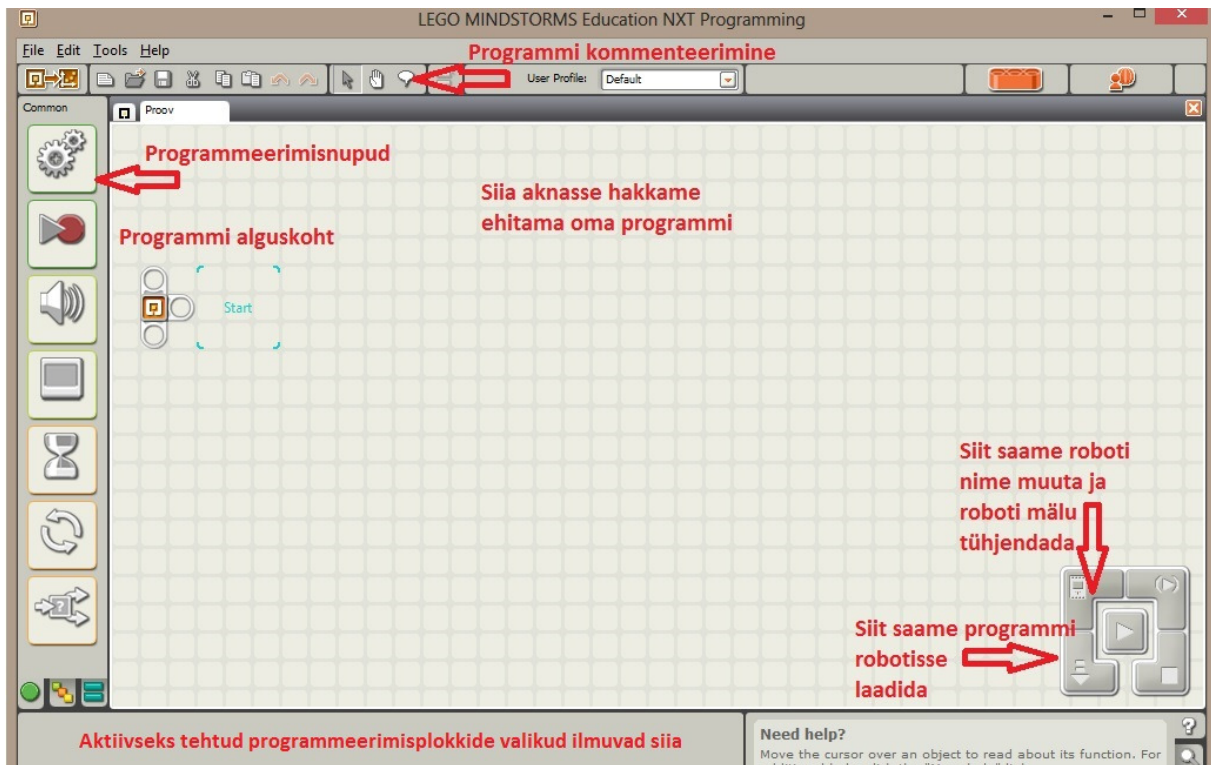 LEGO MINDSTORMS Education NXT Programming
File Edit Tools Help
Programmi kommenteerimine
User Profile: Default
Common
Proov
Programmeerimisnupud
Siia aknasse hakkame
ehitama oma programmi
Programmi alguskoht
Start
Siit saame roboti
nime muuta ja
roboti mälu
tühjendada
Siit saame programmi
robotisse
laadida
Aktiivseks tehtud programmeerimisplokkide valikud ilmuvad siia
Need help?
Move the cursor over an object to read about its function. For